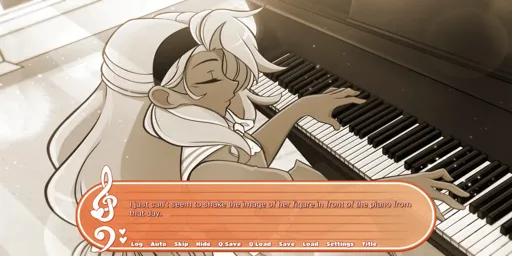 I just can't seem to shake the image of her figure in front of the piano from
that day.
Log Auto Skip Hide Q.Save Q.Load Save Load Settings Title